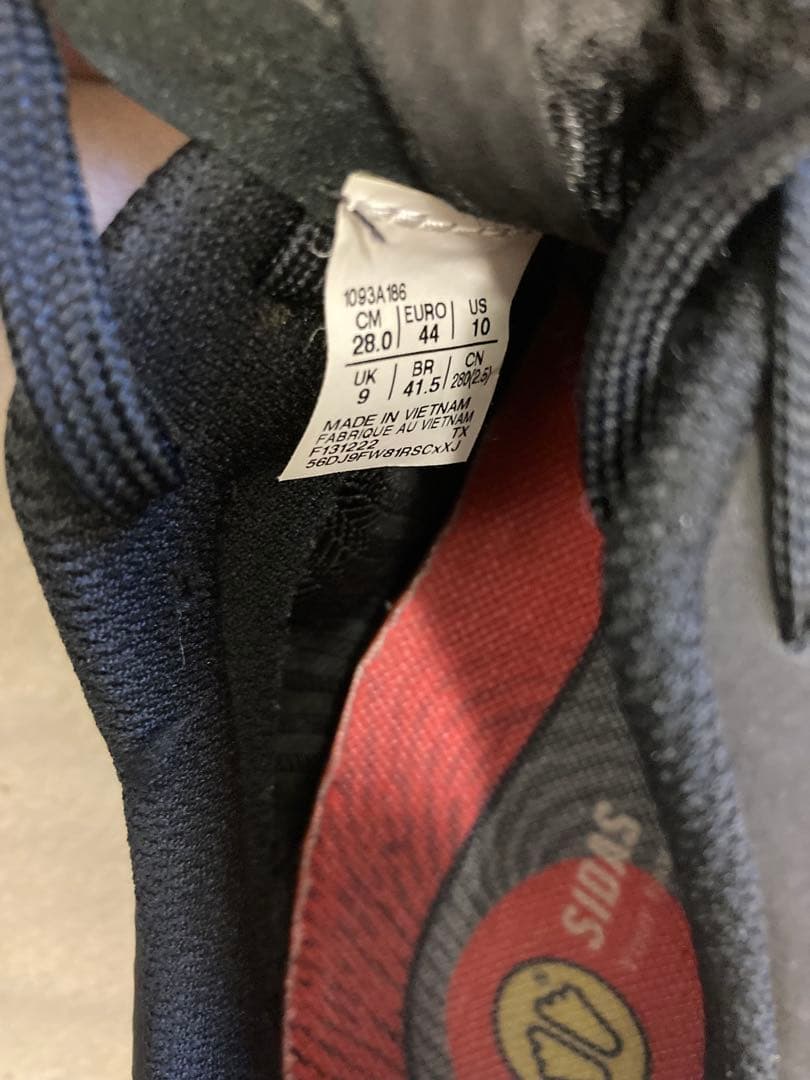 1093A186
CM EURO US
28.0 44 10
UK BR CN
9 41.5 280(2.5)
MADE IN VIETNAM
FABRIQUE AU VIETNAM
F131222 TX
56DJ9FW81RSCxXJ
SIDAS